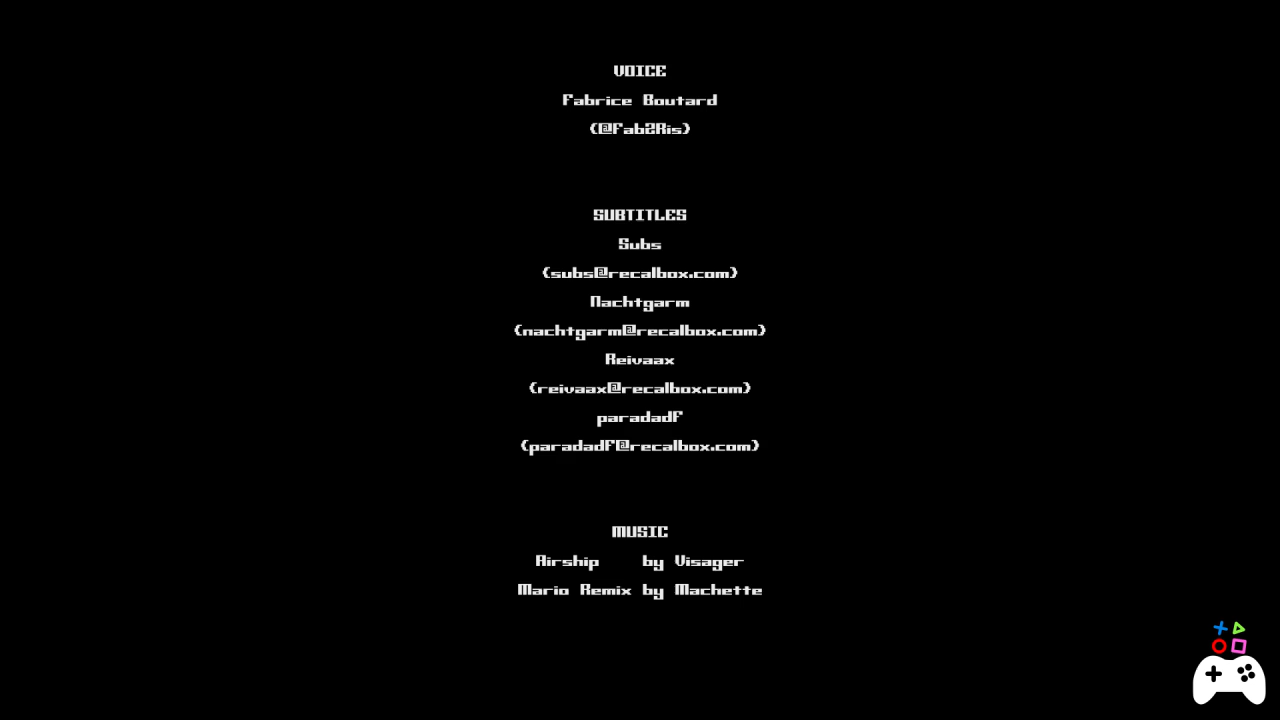 VOICE
Fabrice Boutard
(@Fab2Ris)
SUBTITLES
Subs
(subs@recalbox.com)
Nachtgarm
(nachtgarm@recalbox.com)
Reivaax
(reivaax@recalbox.com)
paradadf
(paradadf@recalbox.com)
MUSIC
Airship by Visager
Mario Remix by Machette